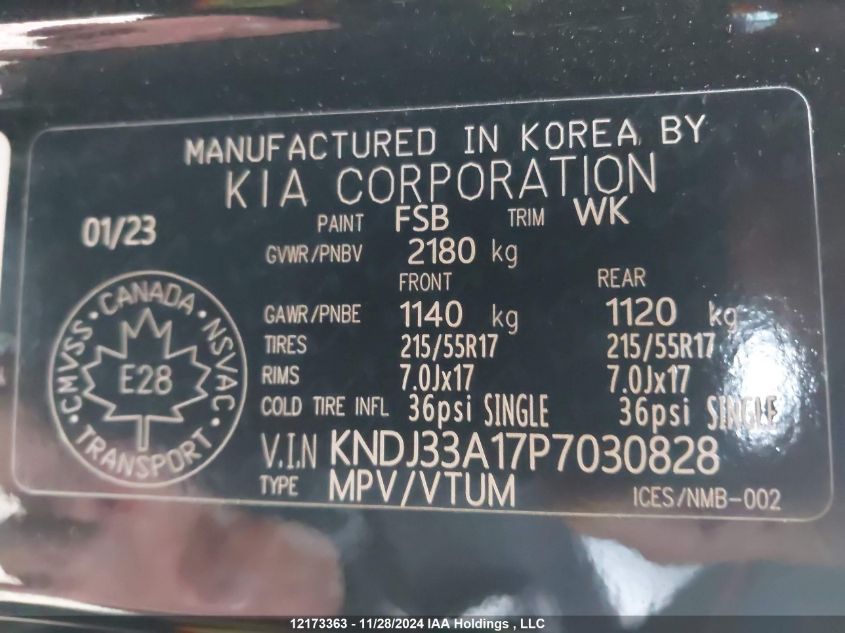 MANUFACTURED IN KOREA BY
KIA CORPORATION
PAINT FSB TRIM WK
01/23
GVWR/PNBV 2180 kg
FRONT REAR
GAWR/PNBE 1140 kg 1120 kg
TIRES 215/55R17 215/55R17
RIMS 7.0Jx17 7.0Jx17
COLD TIRE INFL 36psi SINGLE 36psi SINGLE
V.I.N KNDJ33A17P7030828
TYPE MPV/VTUM
ICES/NMB-002
CANADA
CMVSS • NSVAC
E28
TRANSPORT
12173363 - 11/28/2024 IAA Holdings , LLC